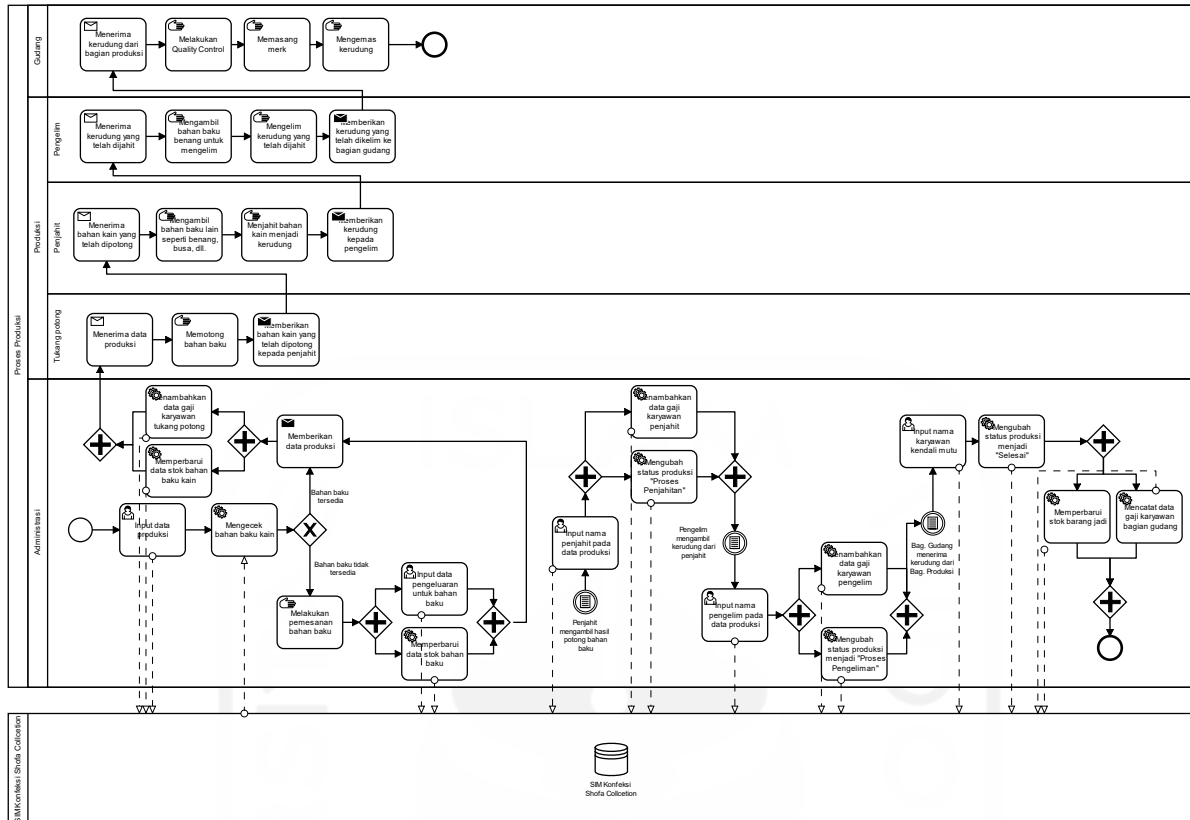 Proses Produksi
Gudang
Menerima
kerudung dari
bagian produksi
Melakukan
Quality Control
Memasang
merk
Mengemas
kerudung
Produksi
Pengelim
Menerima
kerudung yang
telah dijahit
Mengambil
bahan baku
benang untuk
mengelim
Mengelim
kerudung yang
telah dijahit
Memberikan
kerudung yang
telah dikelim ke
bagian gudang
Penjahit
Menerima
bahan kain yang
telah dipotong
Mengambil
bahan baku lain
seperti benang,
busa, dll.
Menjahit bahan
kain menjadi
kerudung
Memberikan
kerudung
kepada
pengelim
Tukang potong
Menerima data
produksi
Memotong
bahan baku
Memberikan
bahan kain yang
telah dipotong
kepada penjahit
Administrasi
Menambahkan
data gaji
karyawan
tukang potong
Memperbarui
data stok bahan
baku kain
Memberikan
data produksi
Input data
produksi
Mengecek
bahan baku kain
Bahan baku
tersedia
Bahan baku tidak
tersedia
Melakukan
pemesanan
bahan baku
Input data
pengeluaran
untuk bahan
baku
Memperbarui
data stok bahan
baku
Penjahit
mengambil hasil
potong bahan
baku
Input nama
penjahit pada
data produksi
Menambahkan
data gaji
karyawan
penjahit
Mengubah
status produksi
"Proses
Penjahitan"
Pengelim
mengambil
kerudung dari
penjahit
Input nama
pengelim pada
data produksi
Menambahkan
data gaji
karyawan
pengelim
Mengubah
status produksi
menjadi "Proses
Pengeliman"
Bag. Gudang
menerima
kerudung dari
Bag. Produksi
Input nama
karyawan
kendali mutu
Mengubah
status produksi
menjadi
"Selesai"
Memperbarui
stok barang jadi
Mencatat data
gaji karyawan
bagian gudang
SIM Konfeksi Shofa Collcetion
SIM Konfeksi
Shofa Collcetion